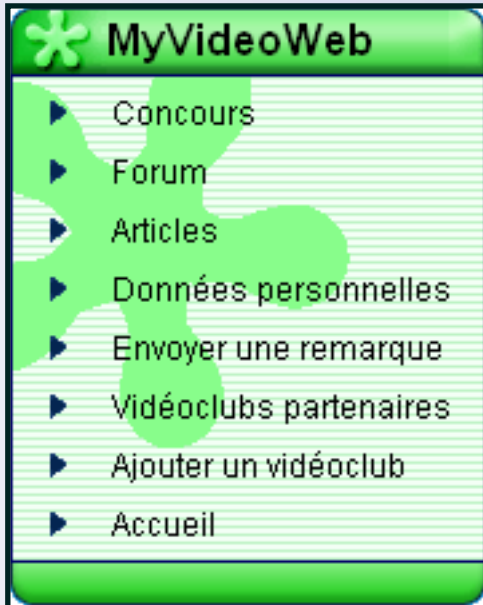 MyVideoWeb
Concours
Forum
Articles
Données personnelles
Envoyer une remarque
Vidéoclubs partenaires
Ajouter un vidéoclub
Accueil